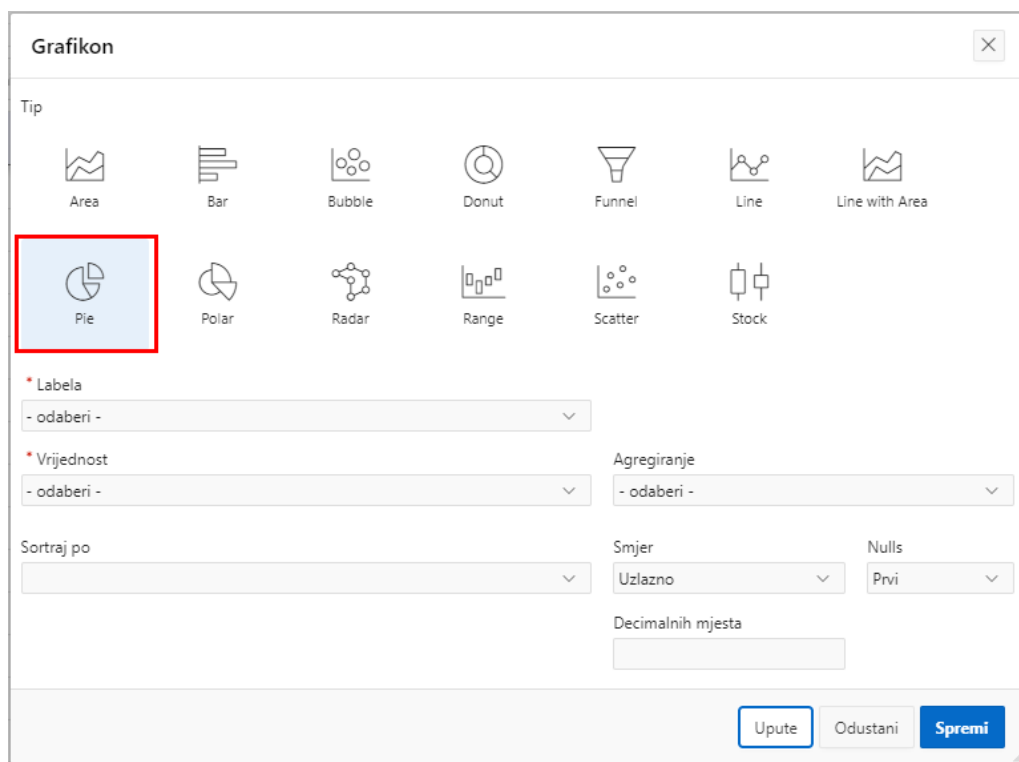 Grafikon
Tip
Area Bar Bubble Donut Funnel Line Line with Area
Pie Polar Radar Range Scatter Stock
* Labela
- odaberi -
* Vrijednost Agregiranje
- odaberi - - odaberi -
Sortraj po Smjer Nulls
Uzlazno Prvi
Decimalnih mjesta
Upute Odustani Spremi